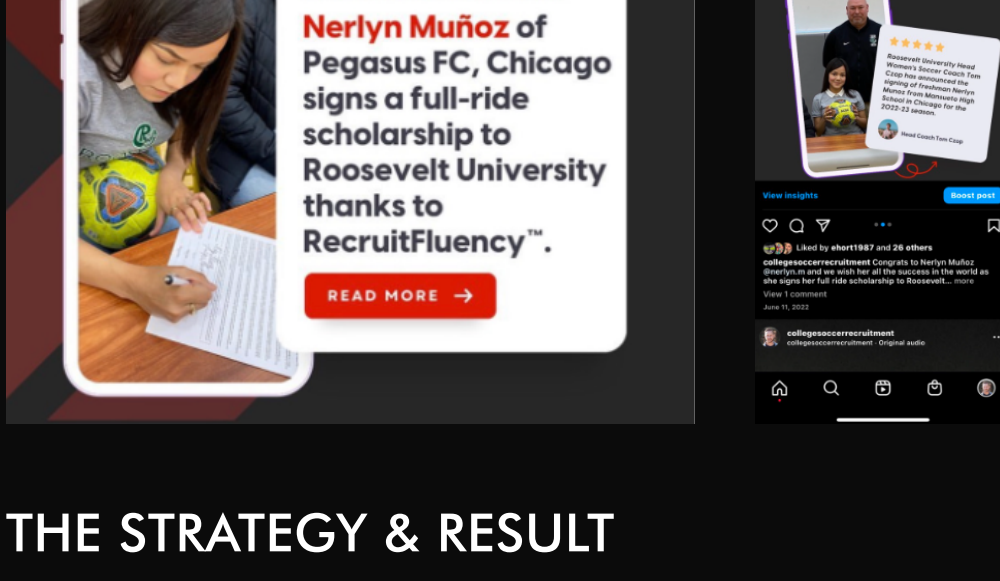 Nerlyn Muñoz of
Pegasus FC, Chicago
signs a full-ride
scholarship to
Roosevelt University
thanks to
RecruitFluency™.
READ MORE →
Roosevelt University Head
Women's Soccer Coach Tom
Czop has announced the
signing of freshman Nerlyn
Munoz from Mansueto High
School in Chicago for the
2022-23 season.
Head Coach Tom Czop
View insights
Boost post
Liked by ehort1987 and 26 others
collegesoccerrecruitment Congrats to Nerlyn Muñoz
@nerlyn.m and we wish her all the success in the world as
she signs her full ride scholarship to Roosevelt... more
View 1 comment
June 11, 2022
collegesoccerrecruitment
collegesoccerrecruitment · Original audio
THE STRATEGY & RESULT